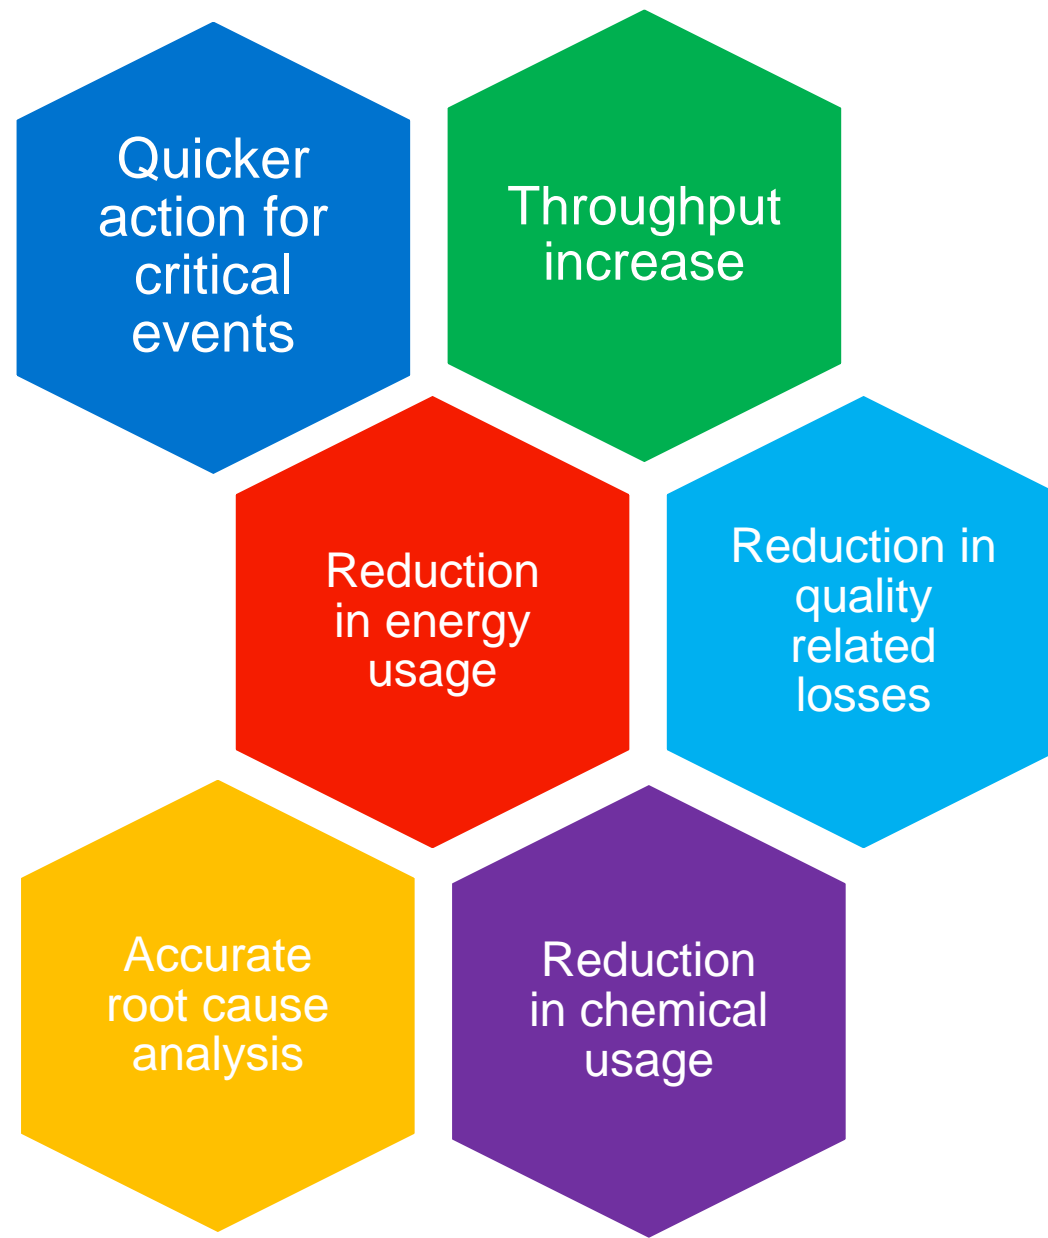 Quicker
action for
critical
events
Throughput
increase
Reduction
in energy
usage
Reduction in
quality
related
losses
Accurate
root cause
analysis
Reduction
in chemical
usage